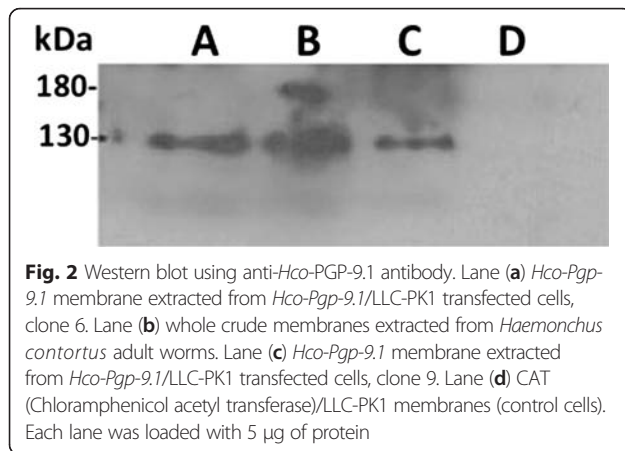 kDa A B C D
180-
130-
Fig. 2 Western blot using anti-Hco-PGP-9.1 antibody. Lane (a) Hco-Pgp-
9.1 membrane extracted from Hco-Pgp-9.1/LLC-PK1 transfected cells,
clone 6. Lane (b) whole crude membranes extracted from Haemonchus
contortus adult worms. Lane (c) Hco-Pgp-9.1 membrane extracted
from Hco-Pgp-9.1/LLC-PK1 transfected cells, clone 9. Lane (d) CAT
(Chloramphenicol acetyl transferase)/LLC-PK1 membranes (control cells).
Each lane was loaded with 5 μg of protein